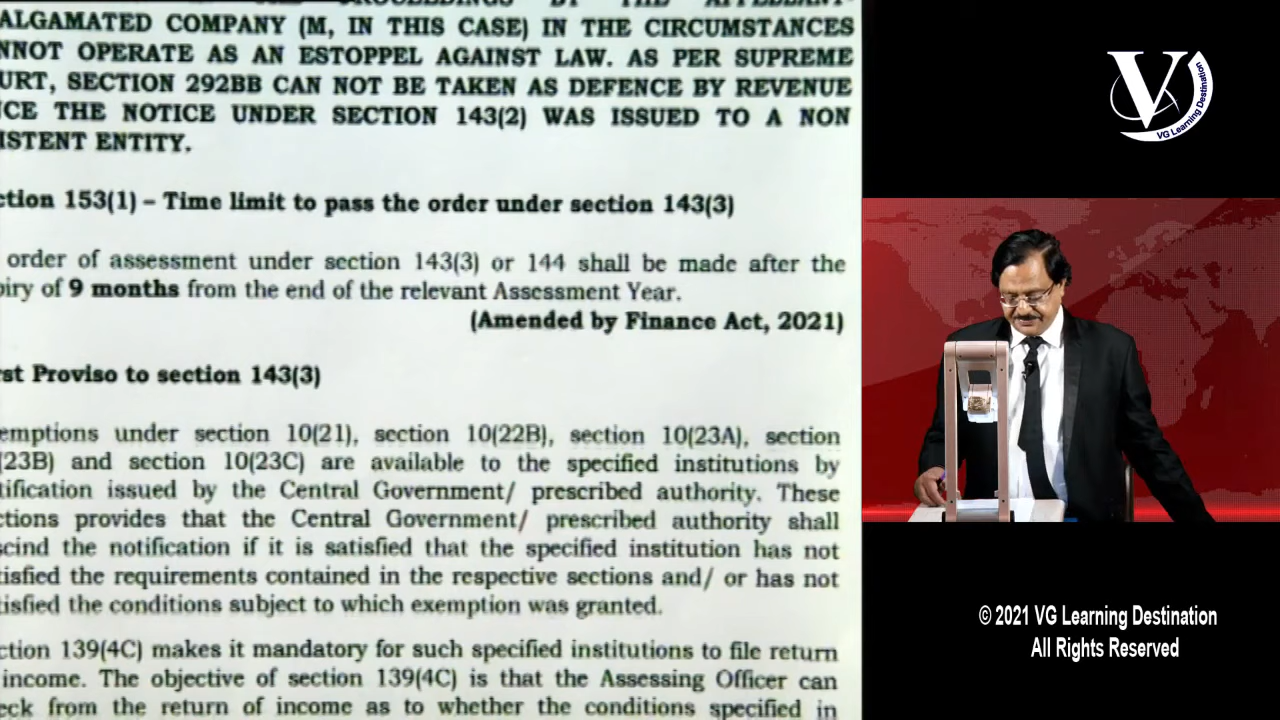 PROCEEDINGS BY THE APPELLANT-
ALGAMATED COMPANY (M, IN THIS CASE) IN THE CIRCUMSTANCES
NNOT OPERATE AS AN ESTOPPEL AGAINST LAW. AS PER SUPREME
URT, SECTION 292BB CAN NOT BE TAKEN AS DEFENCE BY REVENUE
CE THE NOTICE UNDER SECTION 143(2) WAS ISSUED TO A NON
ISTENT ENTITY.
ction 153(1) – Time limit to pass the order under section 143(3)
order of assessment under section 143(3) or 144 shall be made after the
piry of 9 months from the end of the relevant Assessment Year.
(Amended by Finance Act, 2021)
rst Proviso to section 143(3)
emptions under section 10(21), section 10(22B), section 10(23A), section
(23B) and section 10(23C) are available to the specified institutions by
tification issued by the Central Government/ prescribed authority. These
ctions provides that the Central Government/ prescribed authority shall
scind the notification if it is satisfied that the specified institution has not
tisfied the requirements contained in the respective sections and/ or has not
tisfied the conditions subject to which exemption was granted.
ction 139(4C) makes it mandatory for such specified institutions to file return
income. The objective of section 139(4C) is that the Assessing Officer can
eck from the return of income as to whether the conditions specified in
V
VG Learning Destination
© 2021 VG Learning Destination
All Rights Reserved